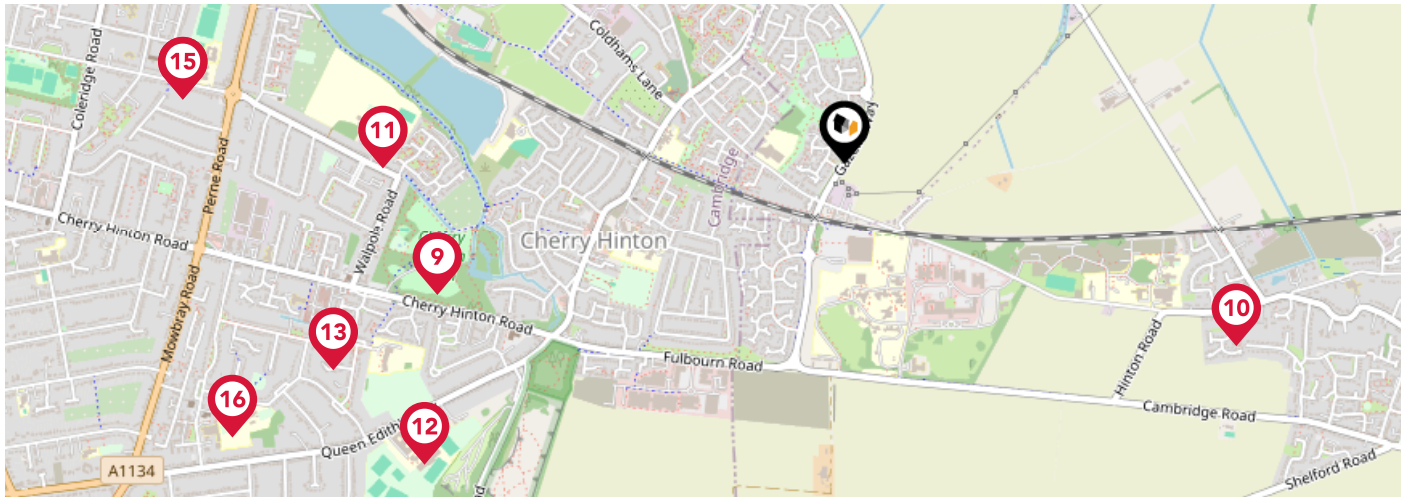 Coleridge Road
15
Coldhams Lane
11
Perne Road
Cambridge
Walpole Road
Cherry Hinton Road
Cherry Hinton
Cherry
9
Cherry Hinton Road
Mowbray Road
13
10
Fulbourn Road
Hinton Road
16
Cambridge Road
12
Queen Edith
A1134
Shelford Road